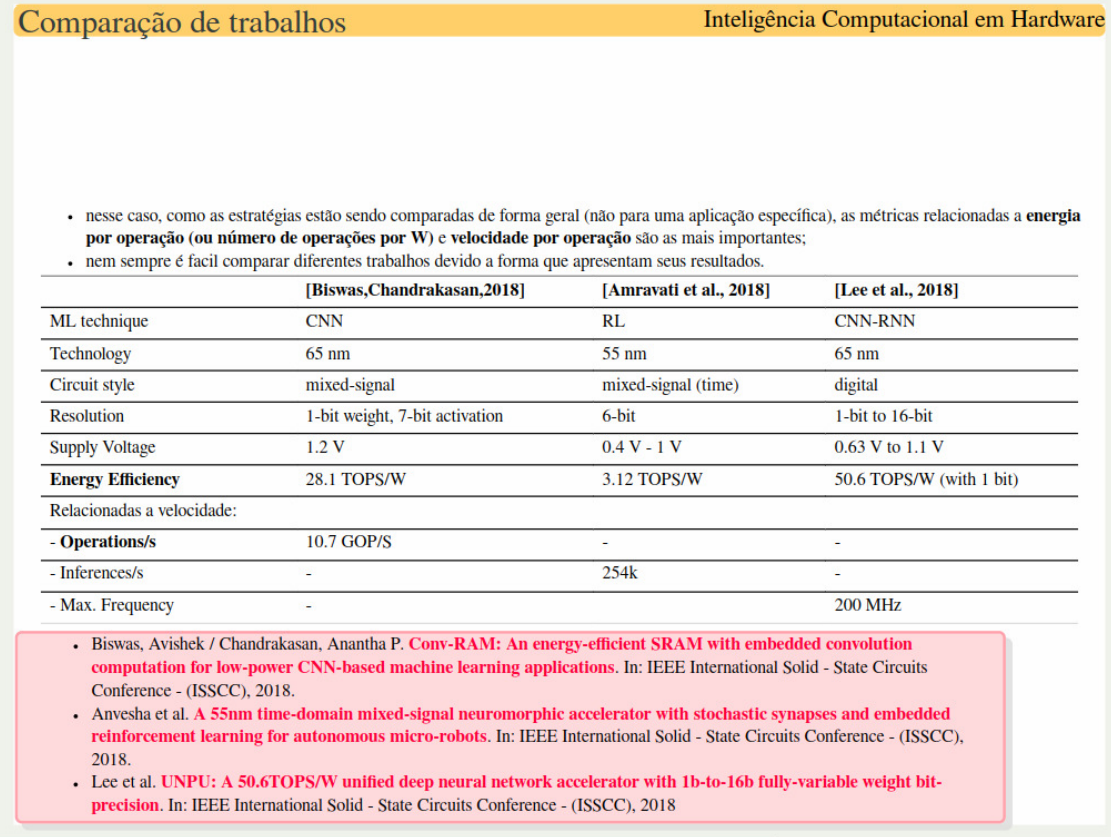 Comparação de trabalhos
Inteligência Computacional em Hardware
• nesse caso, como as estratégias estão sendo comparadas de forma geral (não para uma aplicação específica), as métricas relacionadas a energia
por operação (ou número de operações por W) e velocidade por operação são as mais importantes;
• nem sempre é facil comparar diferentes trabalhos devido a forma que apresentam seus resultados.
[Biswas,Chandrakasan,2018] [Amravati et al., 2018] [Lee et al., 2018]
ML technique CNN RL CNN-RNN
Technology 65 nm 55 nm 65 nm
Circuit style mixed-signal mixed-signal (time) digital
Resolution 1-bit weight, 7-bit activation 6-bit 1-bit to 16-bit
Supply Voltage 1.2 V 0.4 V - 1 V 0.63 V to 1.1 V
Energy Efficiency 28.1 TOPS/W 3.12 TOPS/W 50.6 TOPS/W (with 1 bit)
Relacionadas a velocidade:
- Operations/s 10.7 GOP/S - -
- Inferences/s - 254k -
- Max. Frequency - 200 MHz
• Biswas, Avishek / Chandrakasan, Anantha P. Conv-RAM: An energy-efficient SRAM with embedded convolution
computation for low-power CNN-based machine learning applications. In: IEEE International Solid - State Circuits
Conference - (ISSCC), 2018.
• Anvesha et al. A 55nm time-domain mixed-signal neuromorphic accelerator with stochastic synapses and embedded
reinforcement learning for autonomous micro-robots. In: IEEE International Solid - State Circuits Conference - (ISSCC),
2018.
• Lee et al. UNPU: A 50.6TOPS/W unified deep neural network accelerator with 1b-to-16b fully-variable weight bit-
precision. In: IEEE International Solid - State Circuits Conference - (ISSCC), 2018